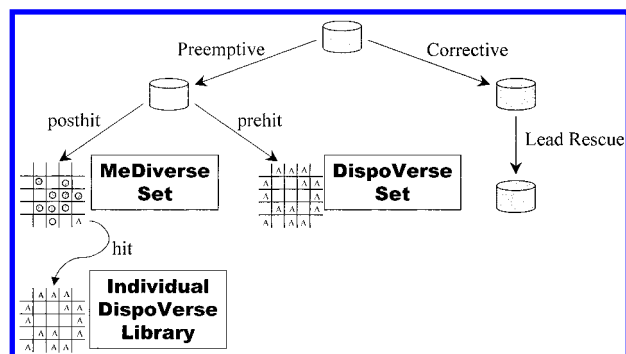 Preemptive
Corrective
posthit
prehit
Lead Rescue
MeDiverse
Set
DispoVerse
Set
hit
Individual
DispoVerse
Library